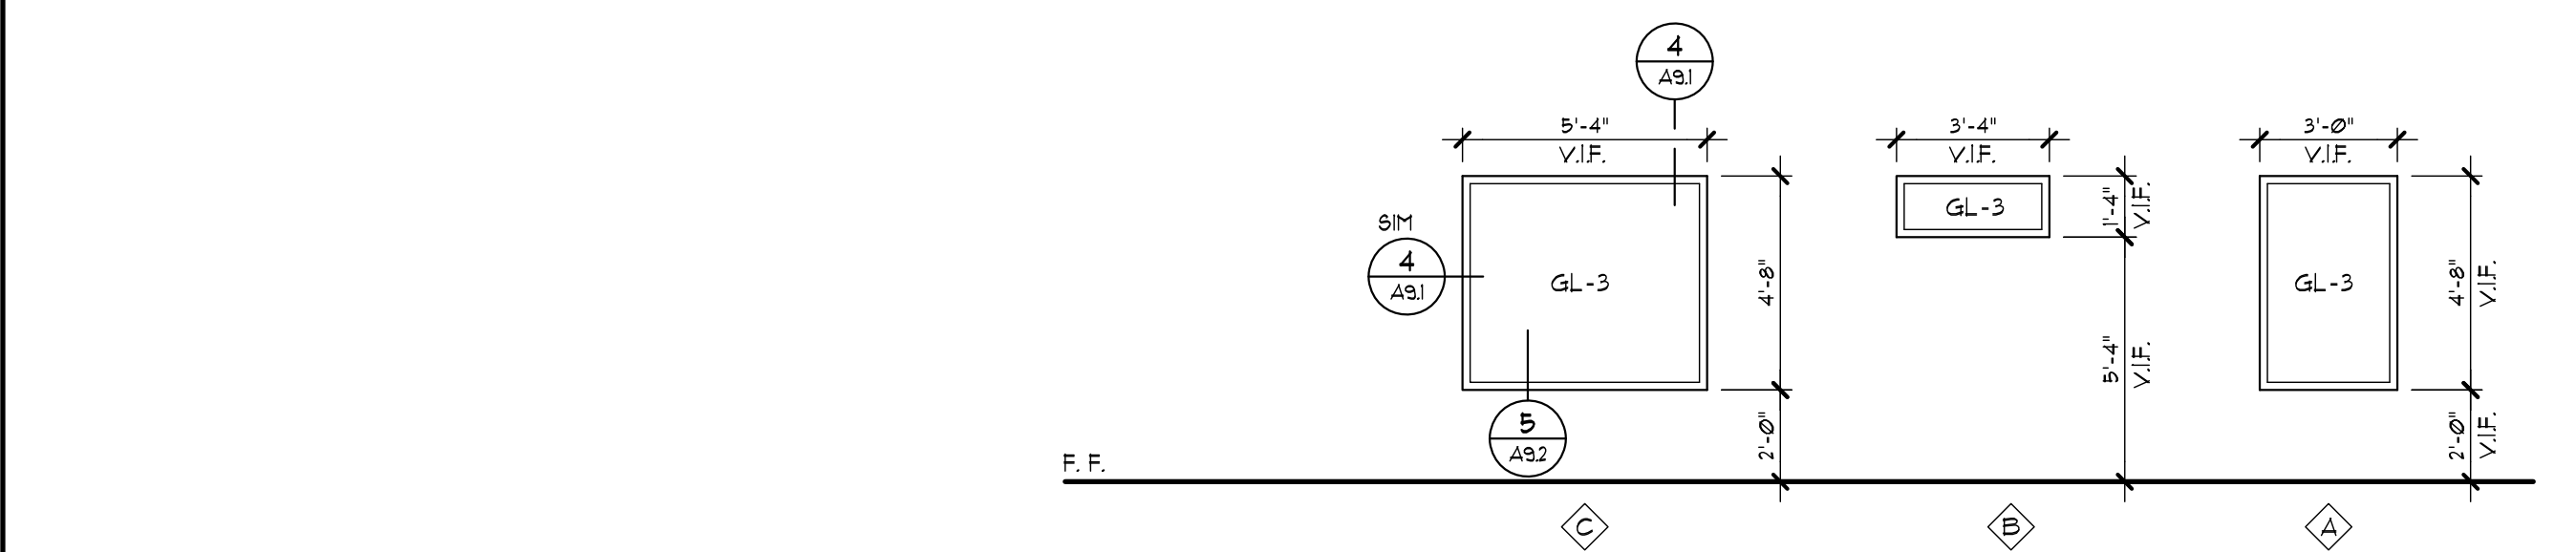 4
A9.1
5'-4"
V.I.F.
SIM
4
A9.1
GL-3
4'-8"
5
A9.2
2'-0"
F. F.
C
3'-4"
V.I.F.
GL-3
1'-4"
V.I.F.
5'-4"
V.I.F.
B
3'-0"
V.I.F.
GL-3
4'-8"
V.I.F.
2'-0"
V.I.F.
A